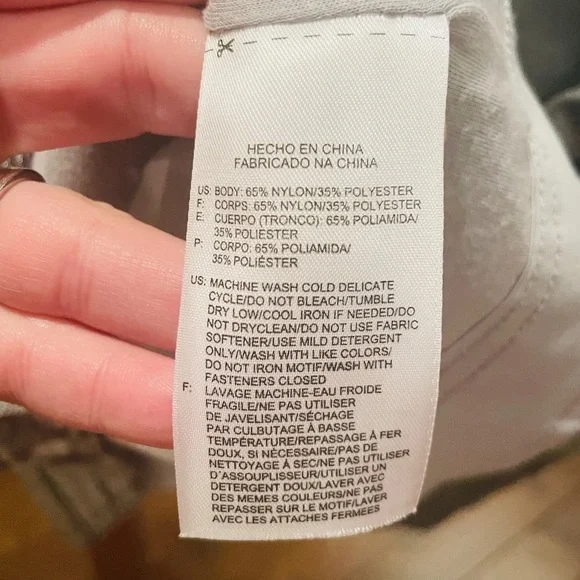 HECHO EN CHINA
FABRICADO NA CHINA
US: BODY: 65% NYLON/35% POLYESTER
F: CORPS: 65% NYLON/35% POLYESTER
E: CUERPO (TRONCO): 65% POLIAMIDA/
35% POLIÉSTER
P: CORPO: 65% POLIAMIDA/
35% POLIÉSTER
US: MACHINE WASH COLD DELICATE
CYCLE/DO NOT BLEACH/TUMBLE
DRY LOW/COOL IRON IF NEEDED/DO
NOT DRYCLEAN/DO NOT USE FABRIC
SOFTENER/USE MILD DETERGENT
ONLY/WASH WITH LIKE COLORS/
DO NOT IRON MOTIF/WASH WITH
FASTENERS CLOSED
F: LAVAGE MACHINE-EAU FROIDE
FRAGILE/NE PAS UTILISER
DE JAVELISANT/SÉCHAGE
PAR CULBUTAGE À BASSE
TEMPÉRATURE/REPASSAGE À FER
DOUX, SI NÉCESSAIRE/PAS DE
NETTOYAGE À SEC/NE PAS UTILISER
D'ASSOUPLISSEUR/UTILISER UN
DETERGENT DOUX/LAVER AVEC
DES MEMES COULEURS/NE PAS
REPASSER SUR LE MOTIF/LAVER
AVEC LES ATTACHES FERMEES